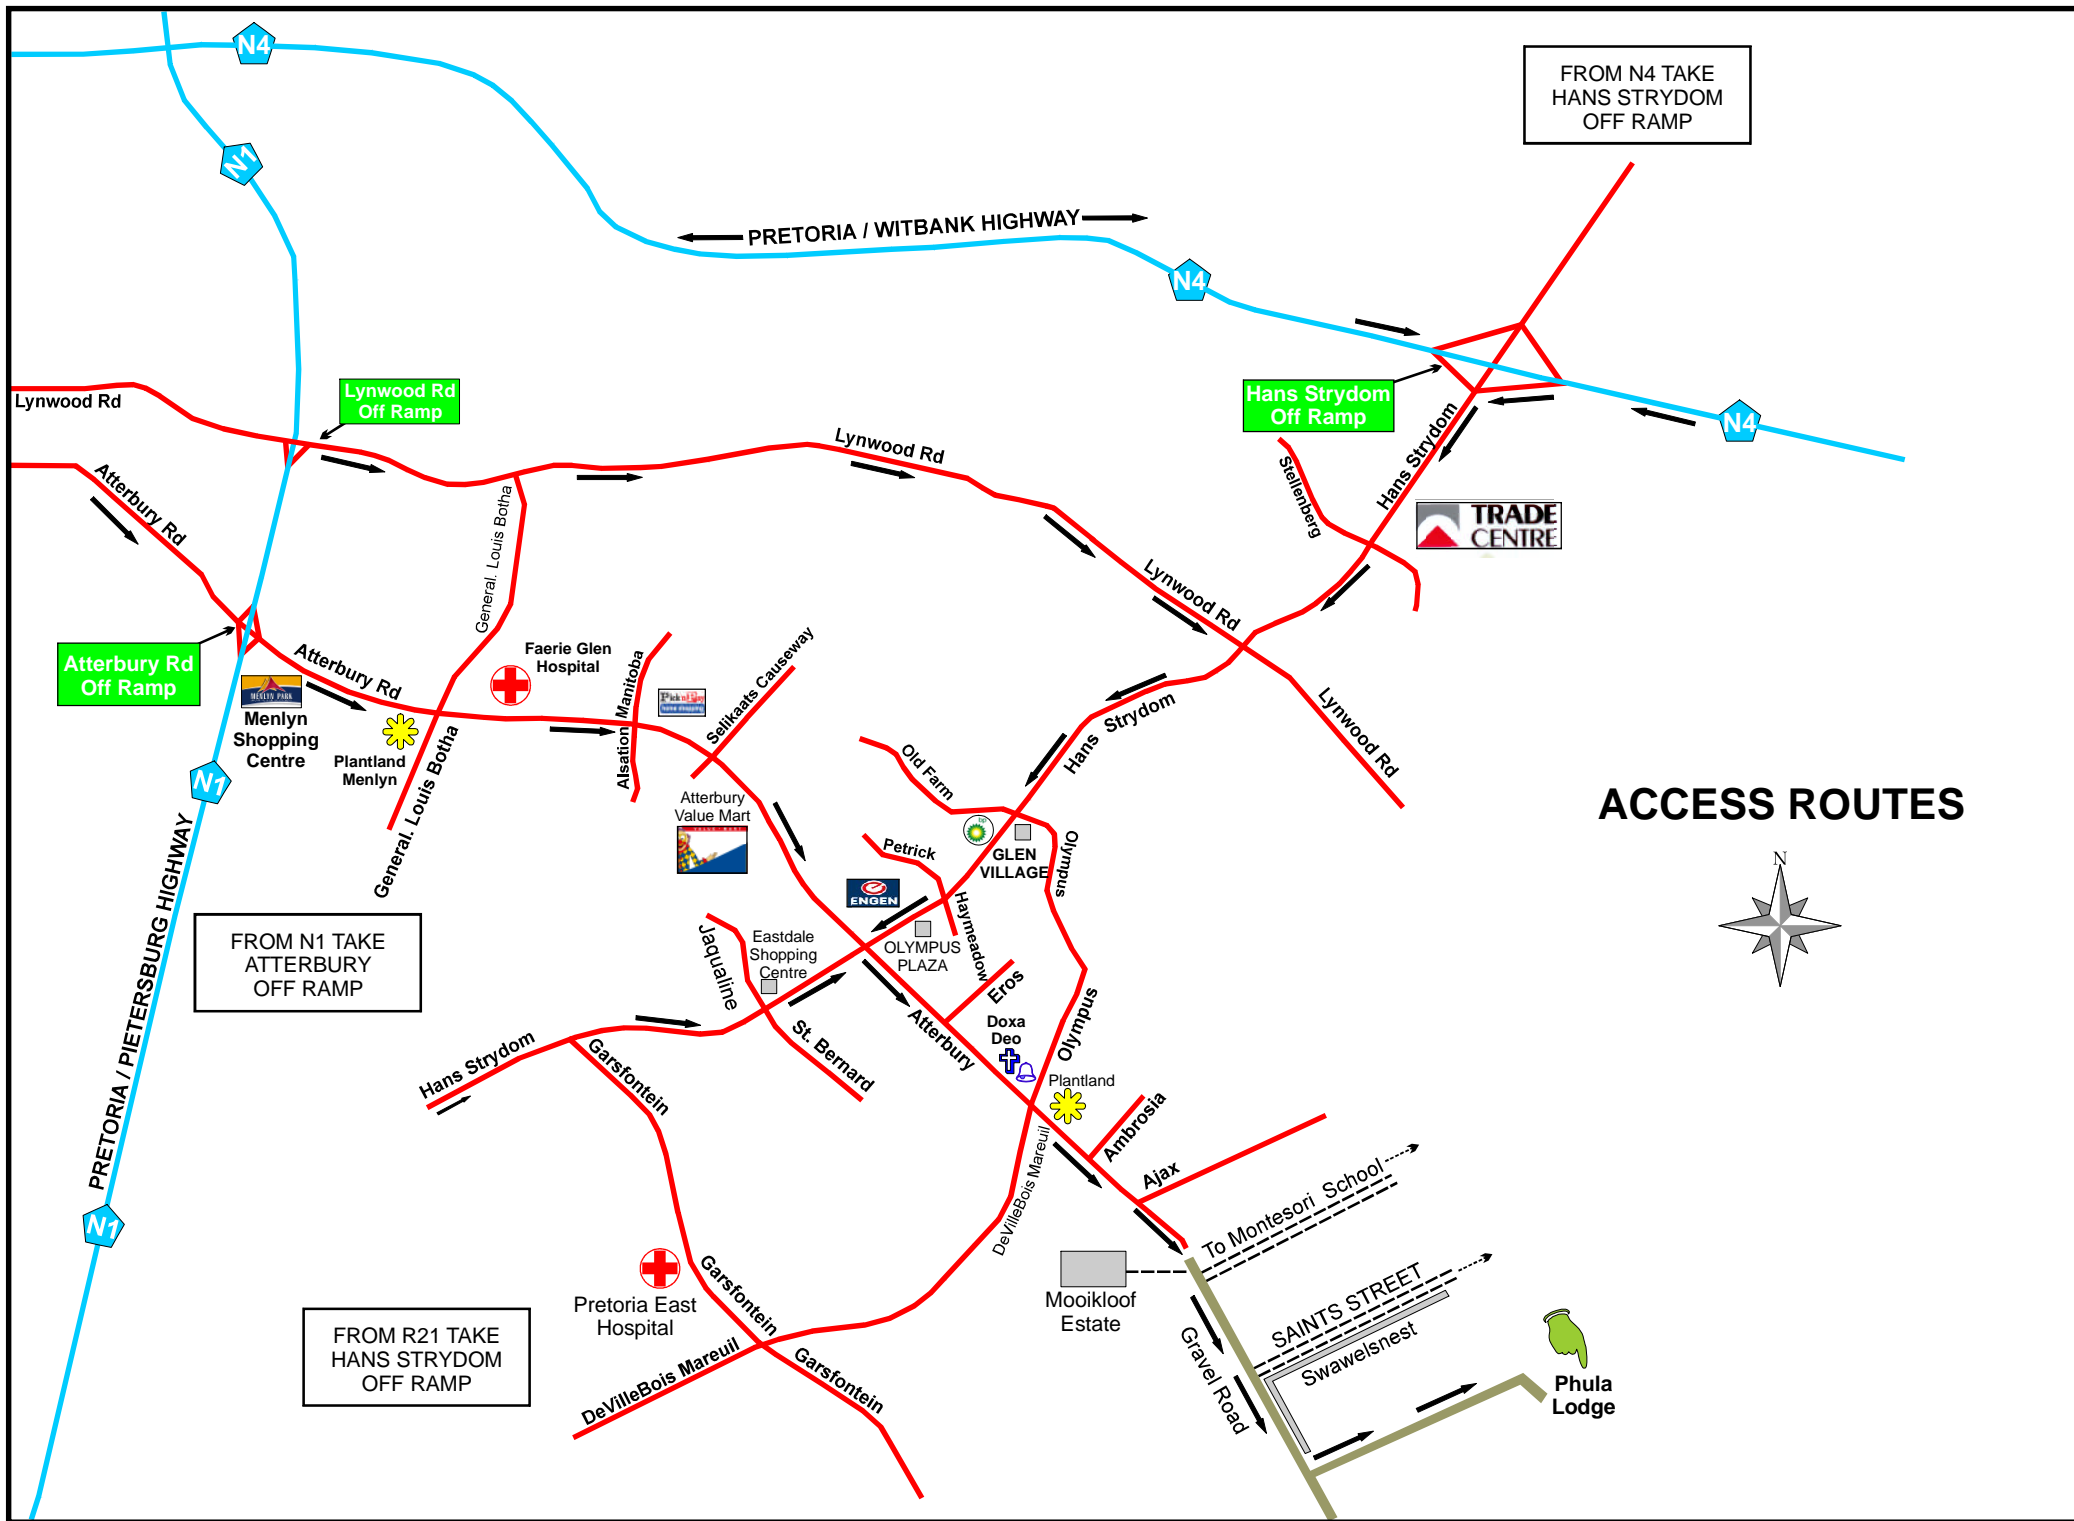 N4
FROM N4 TAKE
HANS STRYDOM
OFF RAMP
N1
PRETORIA / WITBANK HIGHWAY
N4
Lynwood Rd
Lynwood Rd
Off Ramp
Hans Strydom
Off Ramp
N4
Lynwood Rd
Hans Strydom
Stellenberg
Atterbury Rd
General. Louis Botha
TRADE
CENTRE
Lynwood Rd
Atterbury Rd
Off Ramp
Atterbury Rd
Faerie Glen
Hospital
Manitoba
Alsation
Pick n Pay
home shopping
Selikaats Causeway
MENLYN PARK
Menlyn
Shopping
Centre
Plantland
Menlyn
General. Louis Botha
Hans Strydom
Lynwood Rd
N1
Old Farm
Atterbury
Value Mart
bp
GLEN
VILLAGE
Olympus
ACCESS ROUTES
N
Petrick
ENGEN
Haymeadow
PRETORIA / PIETERSBURG HIGHWAY
FROM N1 TAKE
ATTERBURY
OFF RAMP
Jaqualine
Eastdale
Shopping
Centre
OLYMPUS
PLAZA
Eros
Olympus
Hans Strydom
Garsfontein
St. Bernard
Atterbury
Doxa
Deo
Plantland
Ambrosia
DeVilleBois Mareuil
Ajax
To Montesori School
N1
Pretoria East
Hospital
Garsfontein
Mooikloof
Estate
SAINTS STREET
Swawelsnest
Gravel Road
FROM R21 TAKE
HANS STRYDOM
OFF RAMP
DeVilleBois Mareuil
Garsfontein
Phula
Lodge